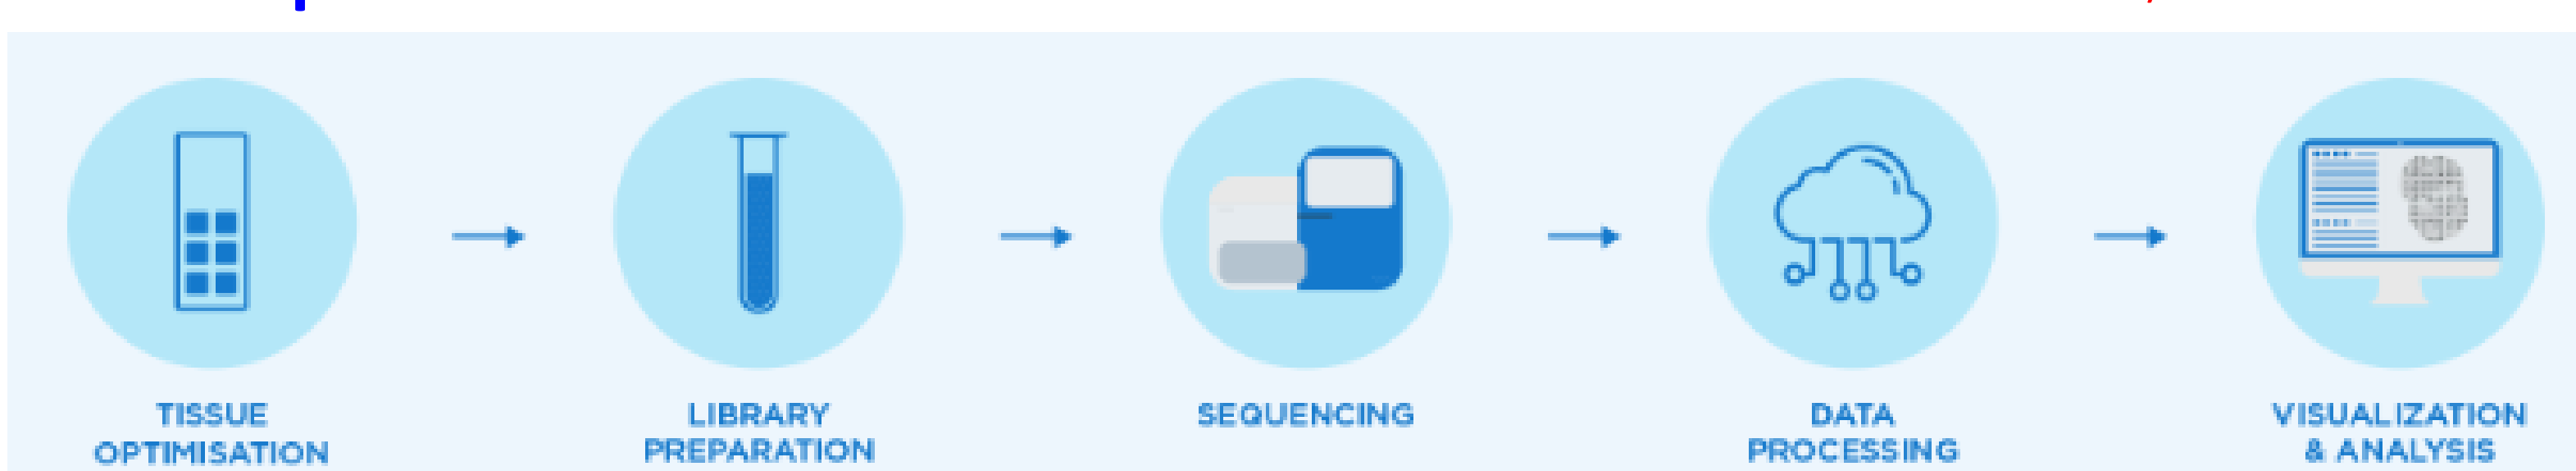 TISSUE
OPTIMISATION
LIBRARY
PREPARATION
SEQUENCING
DATA
PROCESSING
VISUALIZATION
& ANALYSIS